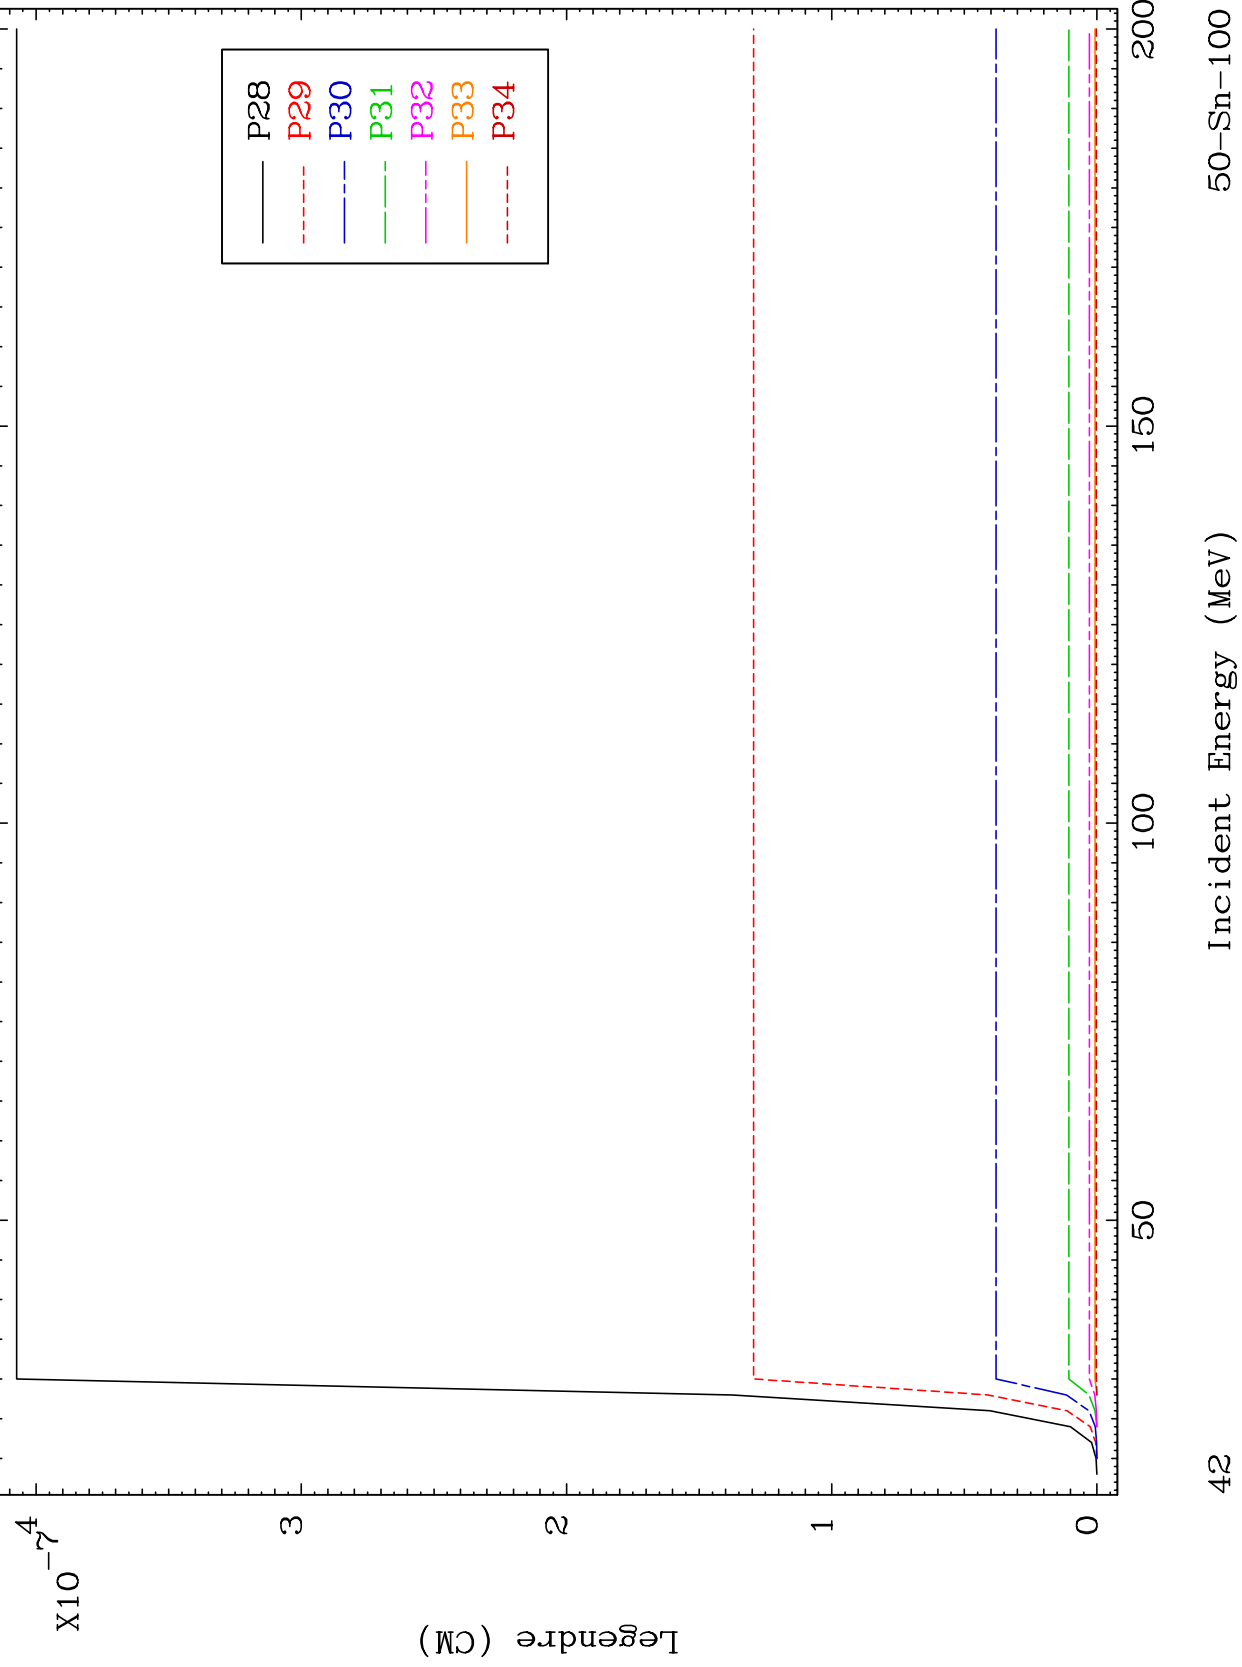 X10
-7
4
3
2
1
0
Legendre (CM)
P28
P29
P30
P31
P32
P33
P34
50
100
150
200
42
Incident Energy (MeV)
50-Sn-100